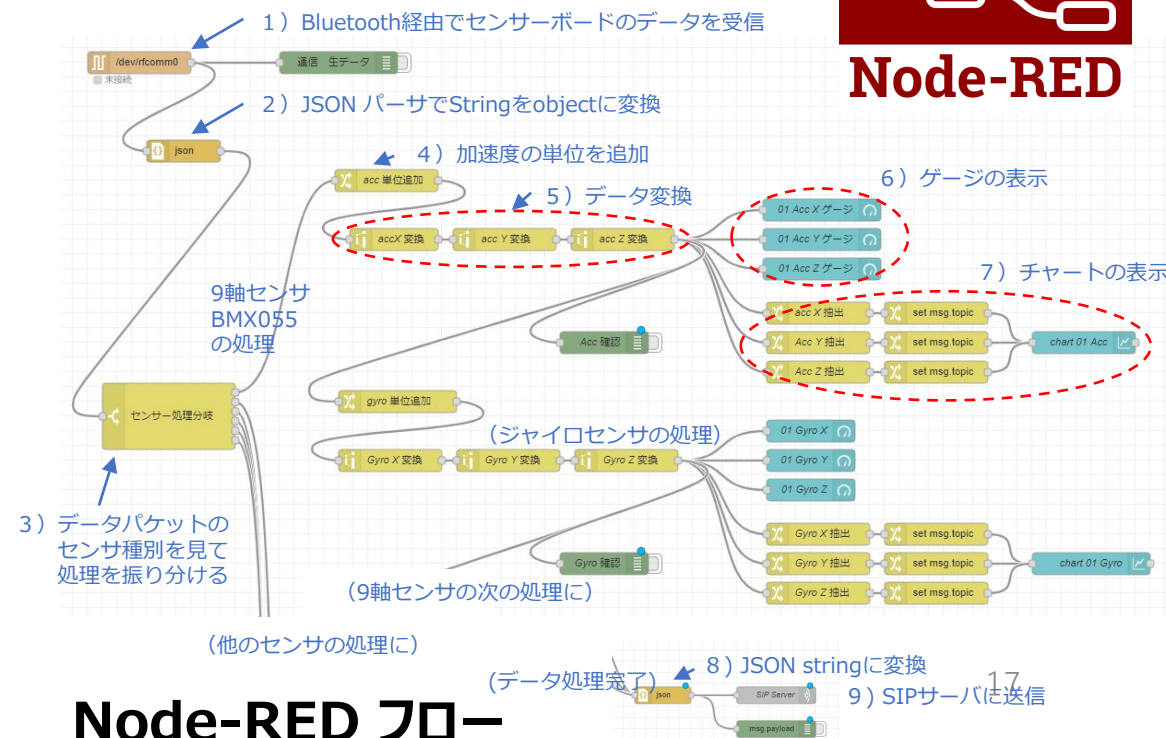 1）Bluetooth経由でセンサーボードのデータを受信
/dev/rfcomm0
未接続
通信 生データ
Node-RED
2）JSON パーサでStringをobjectに変換
json
4）加速度の単位を追加
acc 単位追加
5）データ変換
accX 変換
acc Y 変換
acc Z 変換
6）ゲージの表示
01 Acc X ゲージ
01 Acc Y ゲージ
01 Acc Z ゲージ
7）チャートの表示
acc X 抽出
set msg.topic
Acc Y 抽出
set msg.topic
Acc Z 抽出
set msg.topic
chart 01 Acc
Acc 確認
9軸センサ
BMX055
の処理
センサー処理分岐
gyro 単位追加
（ジャイロセンサの処理）
Gyro X 変換
Gyro Y 変換
Gyro Z 変換
01 Gyro X
01 Gyro Y
01 Gyro Z
Gyro X 抽出
set msg.topic
Gyro Y 抽出
set msg.topic
Gyro Z 抽出
set msg.topic
chart 01 Gyro
Gyro 確認
3）データパケットの
センサ種別を見て
処理を振り分ける
（9軸センサの次の処理に）
（他のセンサの処理に）
(データ処理完了)
8）JSON stringに変換
json
SIP Server
9）SIPサーバに送信
msg.payload
17
Node-RED フロー